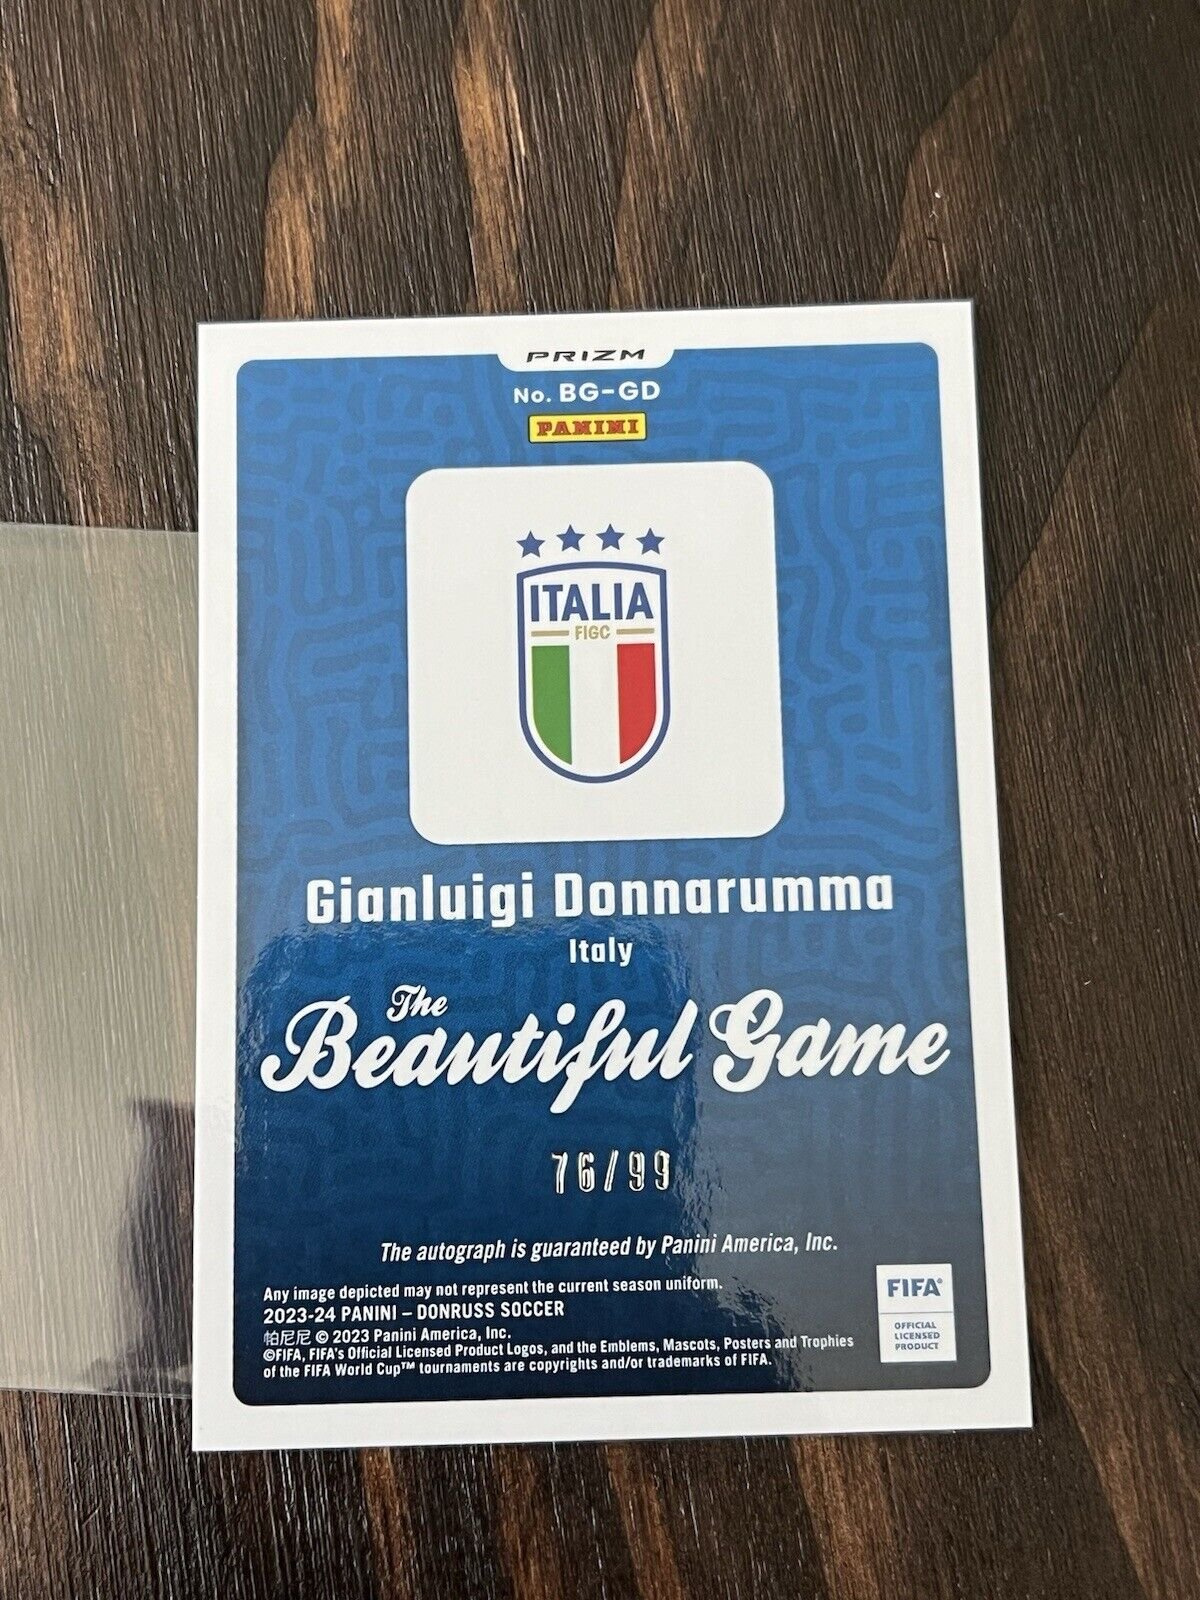 PRIZM
No. BG-GD
PANINI
ITALIA
FIGC
Gianluigi Donnarumma
Italy
The
Beautiful Game
76/99
The autograph is guaranteed by Panini America, Inc.
Any image depicted may not represent the current season uniform.
2023-24 PANINI – DONRUSS SOCCER
帕尼尼 © 2023 Panini America, Inc.
©FIFA, FIFA's Official Licensed Product Logos, and the Emblems, Mascots, Posters and Trophies
of the FIFA World Cup™ tournaments are copyrights and/or trademarks of FIFA.
FIFA®
OFFICIAL
LICENSED
PRODUCT